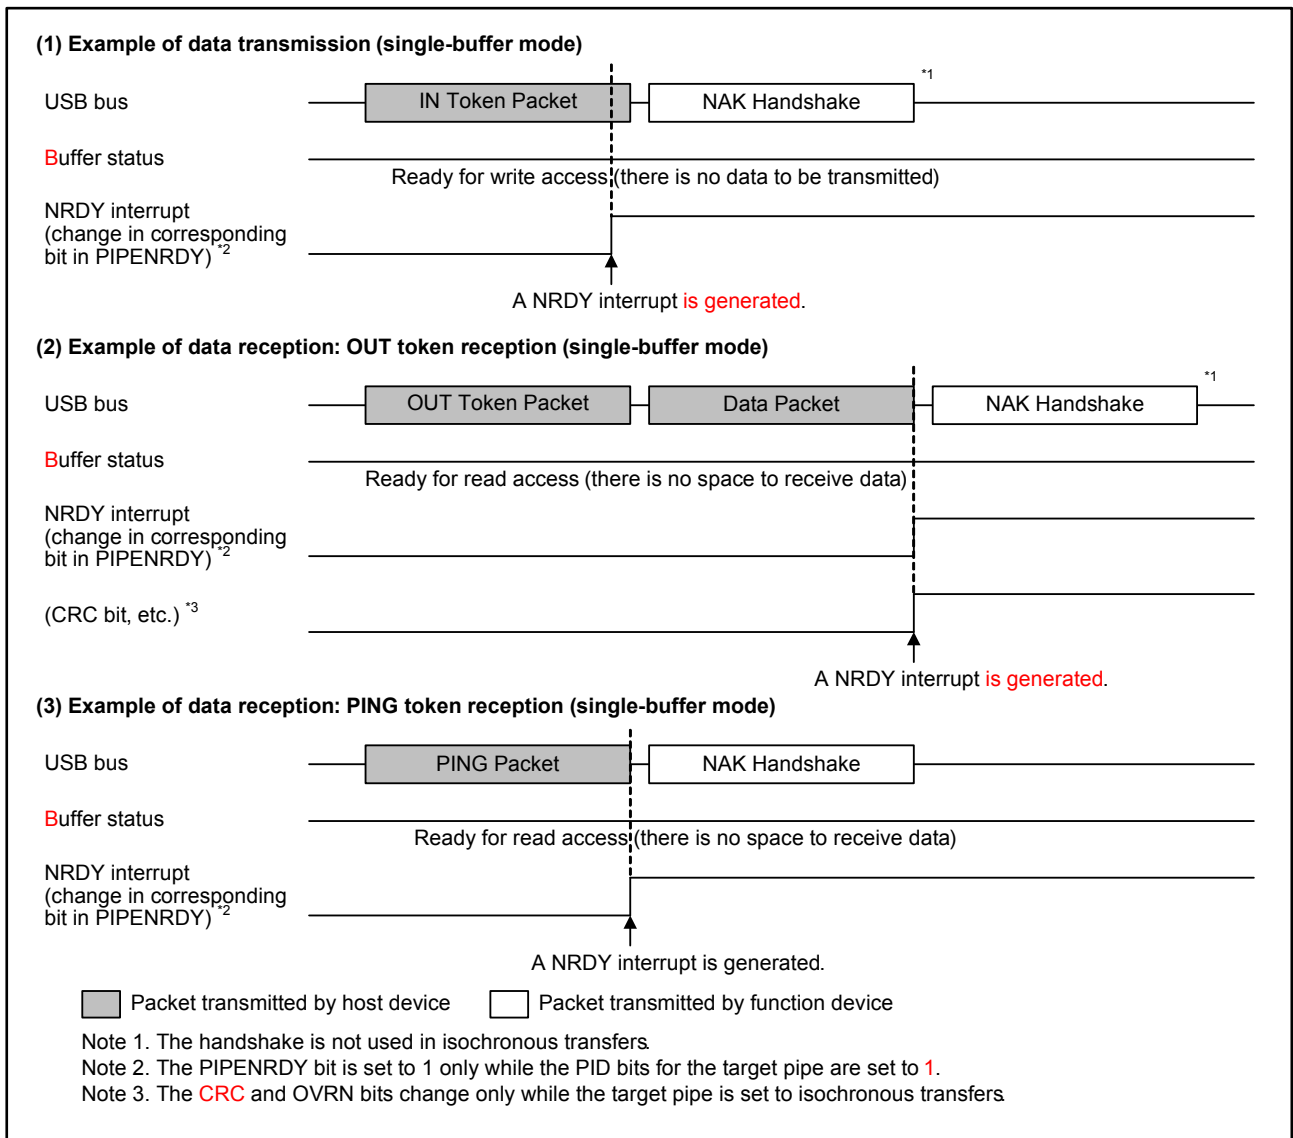 (1) Example of data transmission (single-buffer mode)
USB bus
IN Token Packet
NAK Handshake
*1
Buffer status
Ready for write access (there is no data to be transmitted)
NRDY interrupt
(change in corresponding
bit in PIPENRDY) *2
A NRDY interrupt is generated.
(2) Example of data reception: OUT token reception (single-buffer mode)
USB bus
OUT Token Packet
Data Packet
NAK Handshake
*1
Buffer status
Ready for read access (there is no space to receive data)
NRDY interrupt
(change in corresponding
bit in PIPENRDY) *2
(CRC bit, etc.) *3
A NRDY interrupt is generated.
(3) Example of data reception: PING token reception (single-buffer mode)
USB bus
PING Packet
NAK Handshake
Buffer status
Ready for read access (there is no space to receive data)
NRDY interrupt
(change in corresponding
bit in PIPENRDY) *2
A NRDY interrupt is generated.
Packet transmitted by host device
Packet transmitted by function device
Note 1. The handshake is not used in isochronous transfers.
Note 2. The PIPENRDY bit is set to 1 only while the PID bits for the target pipe are set to 1.
Note 3. The CRC and OVRN bits change only while the target pipe is set to isochronous transfers.